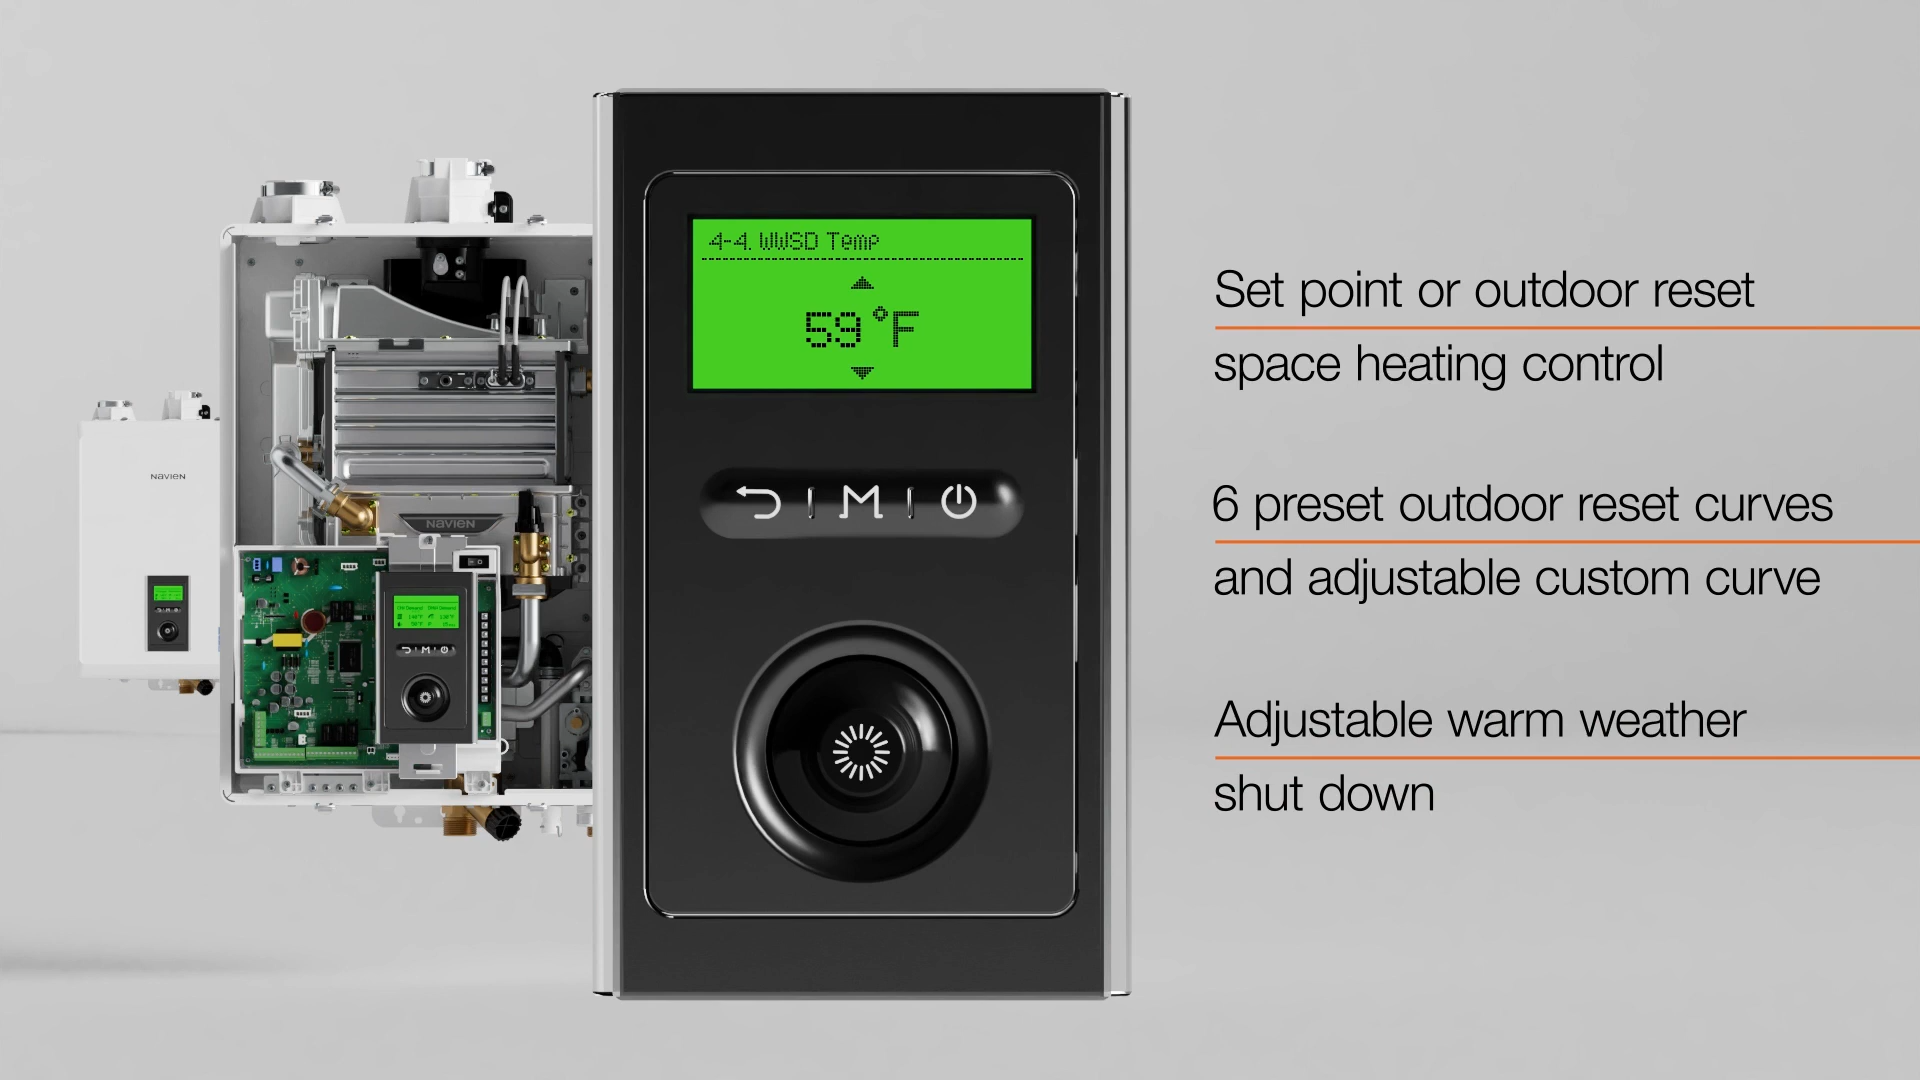 4-4. WWSD Temp
59°F
M
NAVIEN
NAVIEN
M
Set point or outdoor reset
space heating control
6 preset outdoor reset curves
and adjustable custom curve
Adjustable warm weather
shut down